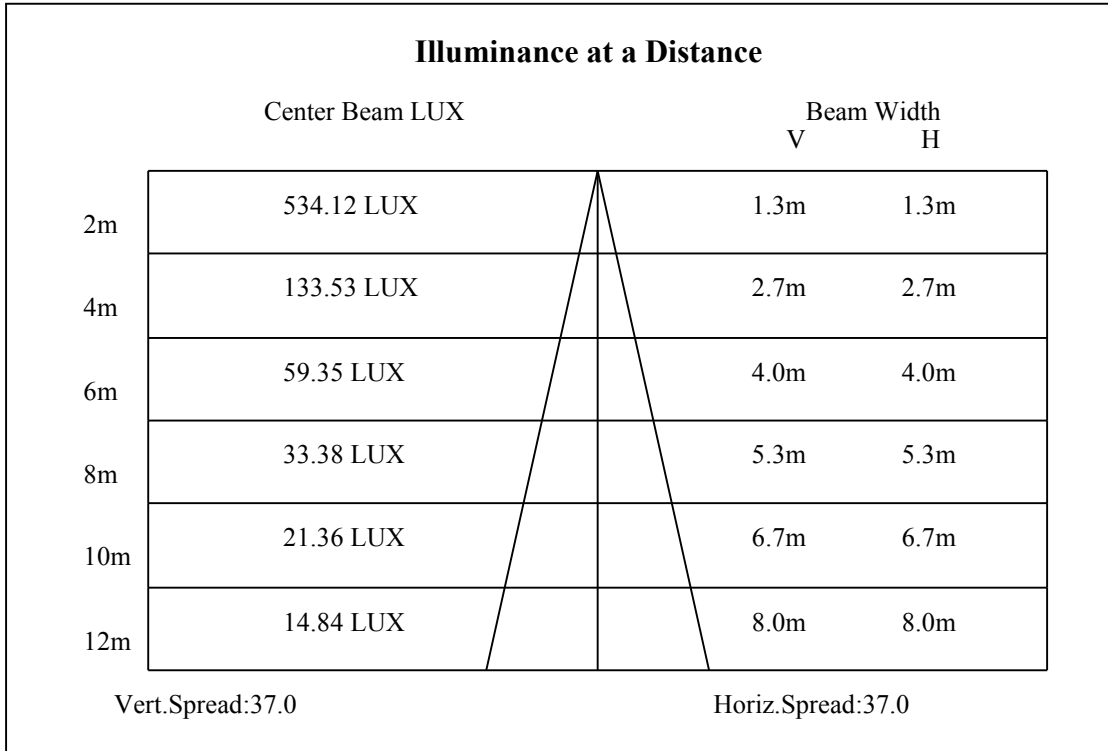 Illuminance at a Distance
Center Beam LUX Beam Width
V H
2m 534.12 LUX 1.3m 1.3m
4m 133.53 LUX 2.7m 2.7m
6m 59.35 LUX 4.0m 4.0m
8m 33.38 LUX 5.3m 5.3m
10m 21.36 LUX 6.7m 6.7m
12m 14.84 LUX 8.0m 8.0m
Vert.Spread:37.0 Horiz.Spread:37.0